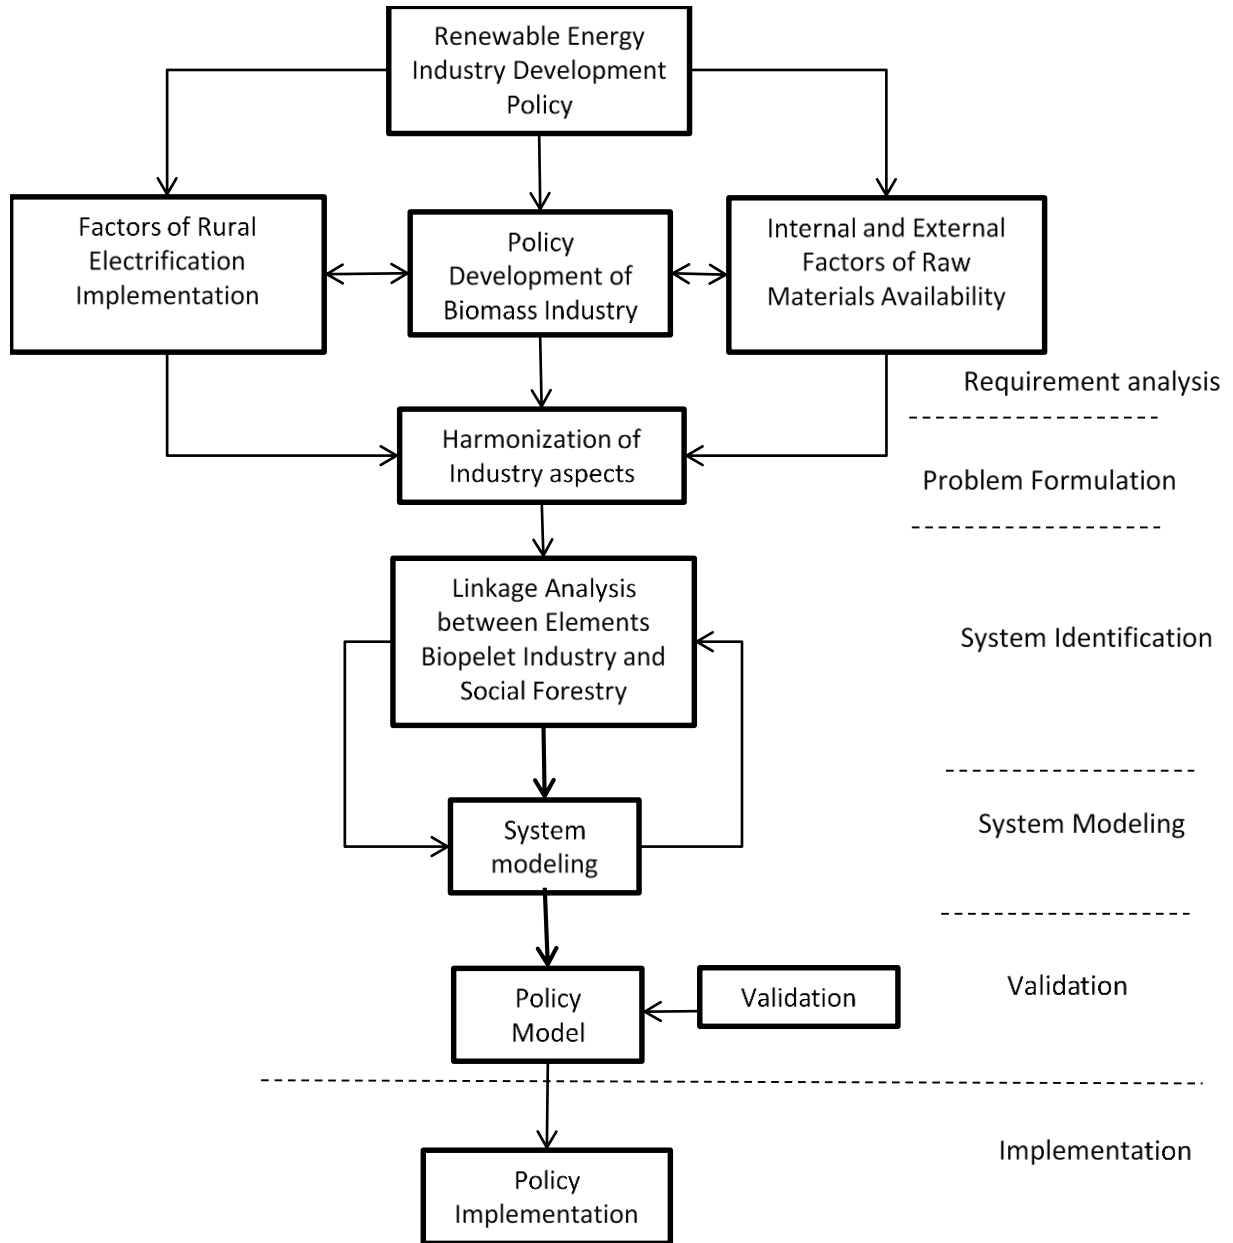 Renewable Energy
Industry Development
Policy
Factors of Rural
Electrification
Implementation
Policy
Development of
Biomass Industry
Internal and External
Factors of Raw
Materials Availability
Requirement analysis
Harmonization of
Industry aspects
Problem Formulation
Linkage Analysis
between Elements
Biopelet Industry and
Social Forestry
System Identification
System
modeling
System Modeling
Policy
Model
Validation
Validation
Policy
Implementation
Implementation